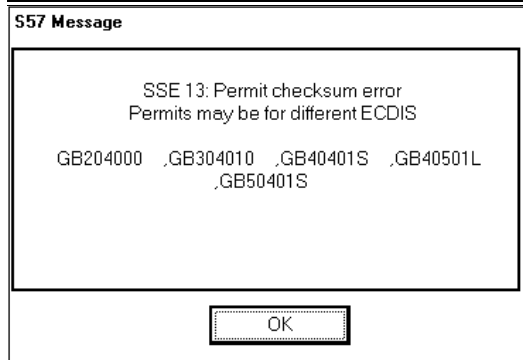 S57 Message
SSE 13: Permit checksum error
Permits may be for different ECDIS
GB204000 ,GB304010 ,GB40401S ,GB40501L
,GB50401S
OK